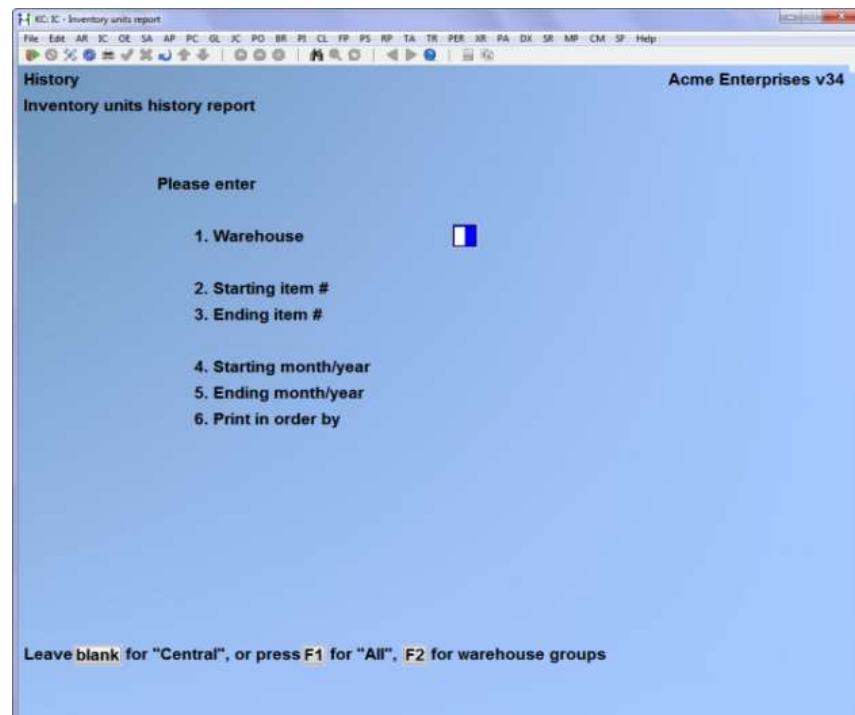 KC: IC - Inventory units report
File Edit AR IC OE SA AP PC GL JC PO BR PI CL FP PS RP TA TR PER XR PA DX SR MP CM SP Help
History Acme Enterprises v34
Inventory units history report
Please enter
1. Warehouse
2. Starting item #
3. Ending item #
4. Starting month/year
5. Ending month/year
6. Print in order by
Leave blank for "Central", or press F1 for "All", F2 for warehouse groups